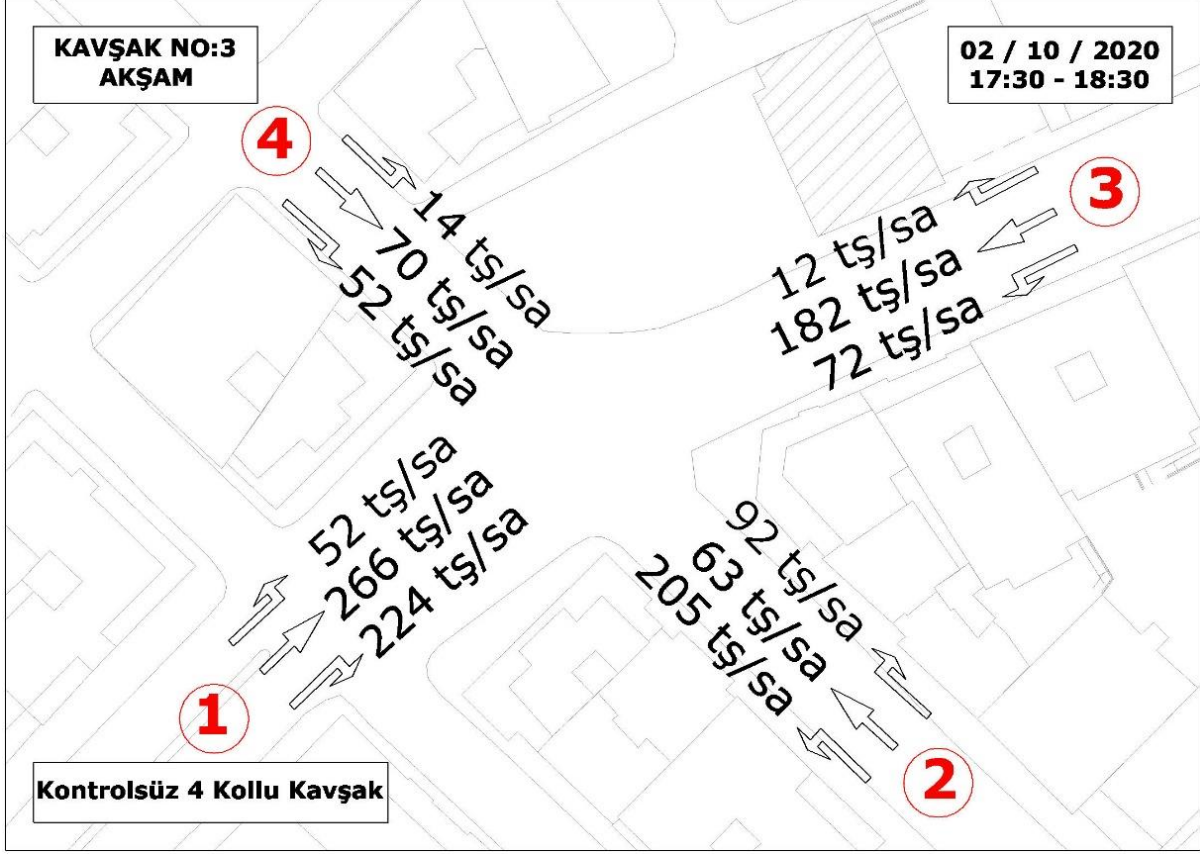 KAVŞAK NO:3
AKŞAM
02 / 10 / 2020
17:30 - 18:30
4
14 tş/sa
70 tş/sa
52 tş/sa
3
12 tş/sa
182 tş/sa
72 tş/sa
52 tş/sa
266 tş/sa
224 tş/sa
1
92 tş/sa
63 tş/sa
205 tş/sa
2
Kontrolsüz 4 Kollu Kavşak